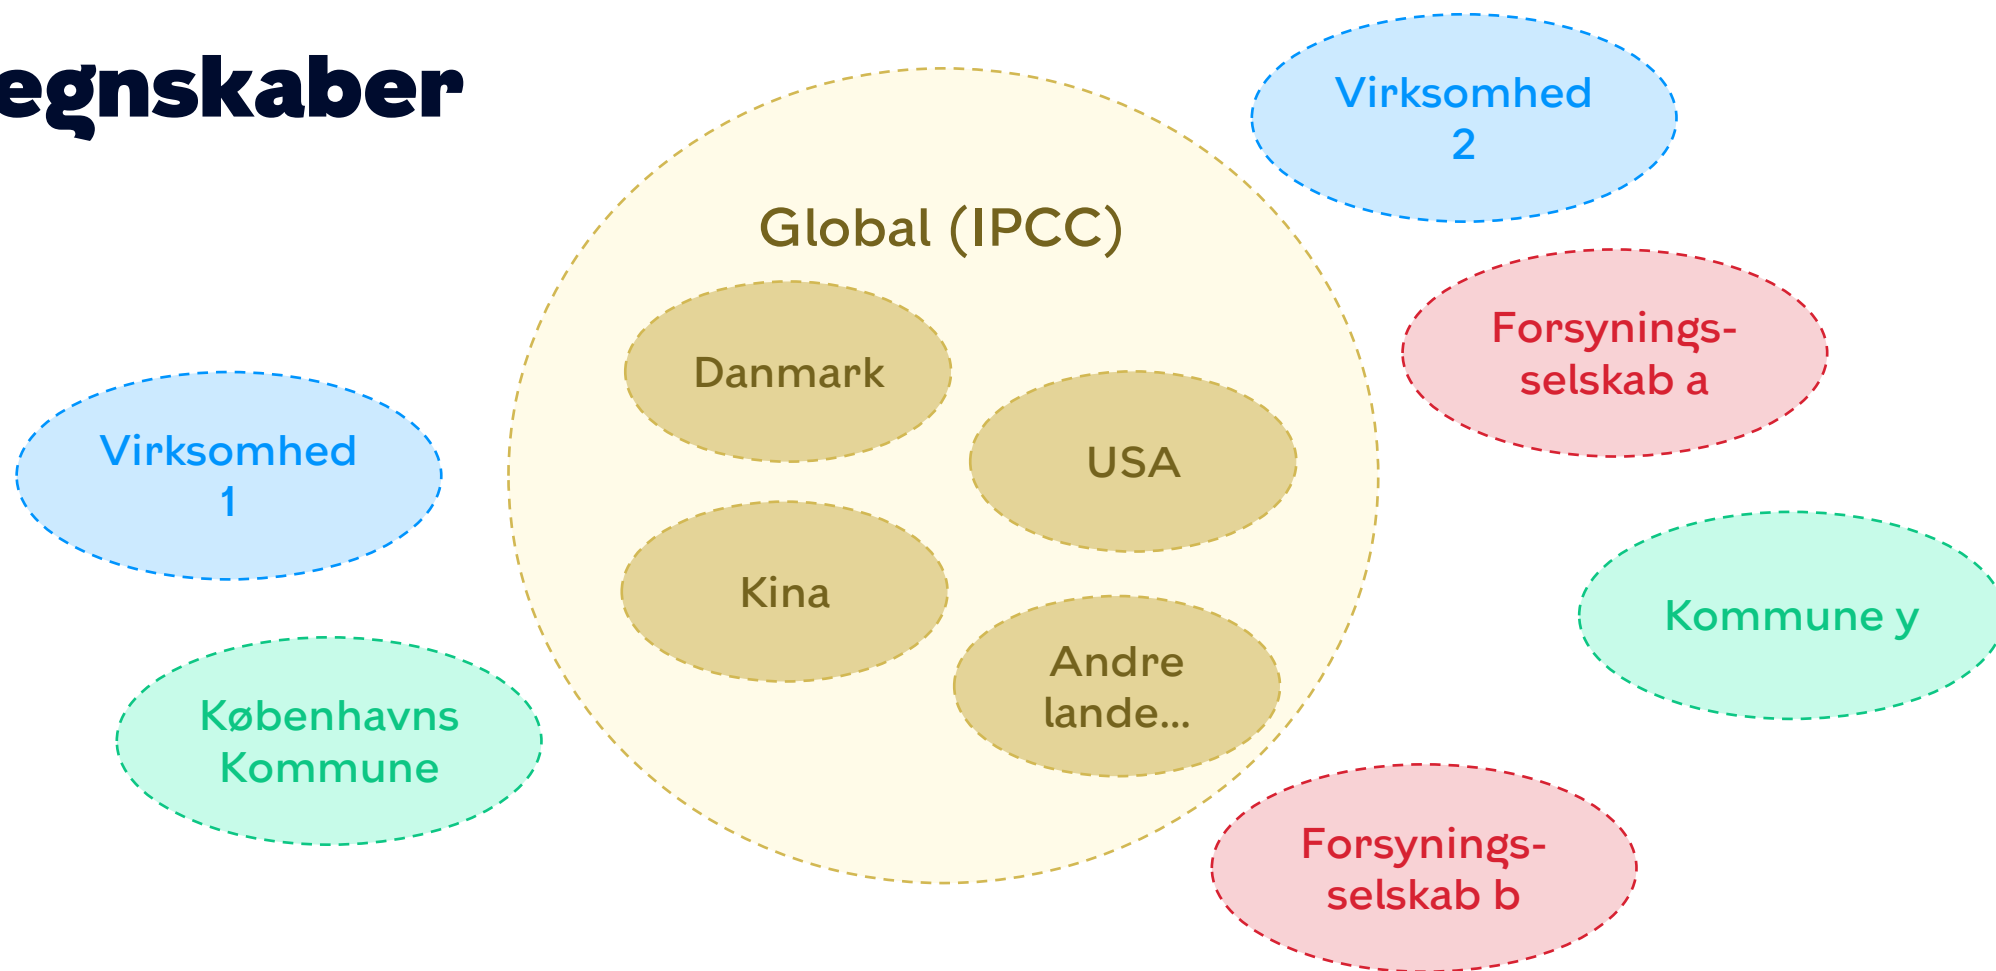 egnskaber
Virksomhed
2
Global (IPCC)
Forsynings-
selskab a
Danmark
USA
Virksomhed
1
Kina
Kommune y
Andre
lande...
Københavns
Kommune
Forsynings-
selskab b